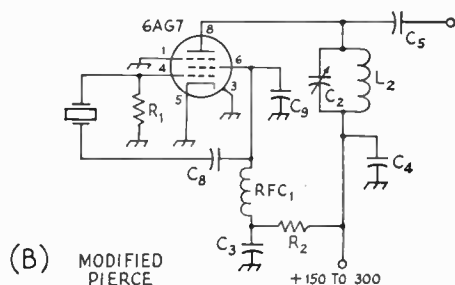 6AG7
8
1
4
6
5
3
R1
C9
C2
L2
C5
C8
RFC1
C4
C3
R2
(B) MODIFIED
PIERCE
+150 TO 300